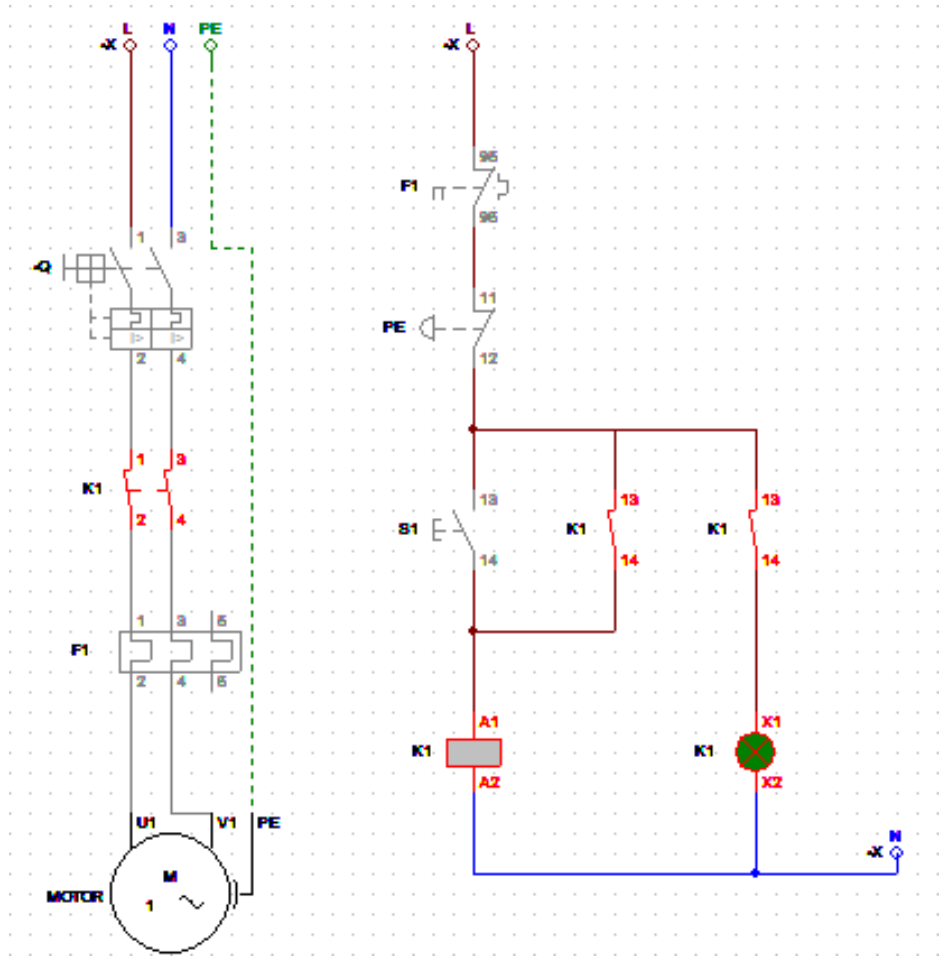 L N PE
-X
1 3
-Q
2 4
1 3
K1
2 4
1 3 5
F1
2 4 6
U1 V1 PE
M
MOTOR
1
L
-X
95
F1
96
11
PE
12
13 13 13
S1 K1 K1
14 14 14
A1 X1
K1 K1
A2 X2
N
-X